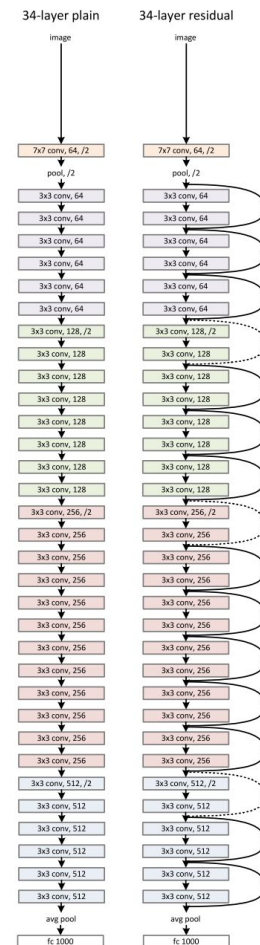 34-layer plain
image
7x7 conv, 64, /2
pool, /2
3x3 conv, 64
3x3 conv, 64
3x3 conv, 64
3x3 conv, 64
3x3 conv, 64
3x3 conv, 64
3x3 conv, 128, /2
3x3 conv, 128
3x3 conv, 128
3x3 conv, 128
3x3 conv, 128
3x3 conv, 128
3x3 conv, 128
3x3 conv, 128
3x3 conv, 256, /2
3x3 conv, 256
3x3 conv, 256
3x3 conv, 256
3x3 conv, 256
3x3 conv, 256
3x3 conv, 256
3x3 conv, 256
3x3 conv, 256
3x3 conv, 256
3x3 conv, 256
3x3 conv, 256
3x3 conv, 512, /2
3x3 conv, 512
3x3 conv, 512
3x3 conv, 512
3x3 conv, 512
3x3 conv, 512
avg pool
fc 1000
34-layer residual
image
7x7 conv, 64, /2
pool, /2
3x3 conv, 64
3x3 conv, 64
3x3 conv, 64
3x3 conv, 64
3x3 conv, 64
3x3 conv, 64
3x3 conv, 128, /2
3x3 conv, 128
3x3 conv, 128
3x3 conv, 128
3x3 conv, 128
3x3 conv, 128
3x3 conv, 128
3x3 conv, 128
3x3 conv, 256, /2
3x3 conv, 256
3x3 conv, 256
3x3 conv, 256
3x3 conv, 256
3x3 conv, 256
3x3 conv, 256
3x3 conv, 256
3x3 conv, 256
3x3 conv, 256
3x3 conv, 256
3x3 conv, 256
3x3 conv, 512, /2
3x3 conv, 512
3x3 conv, 512
3x3 conv, 512
3x3 conv, 512
3x3 conv, 512
avg pool
fc 1000